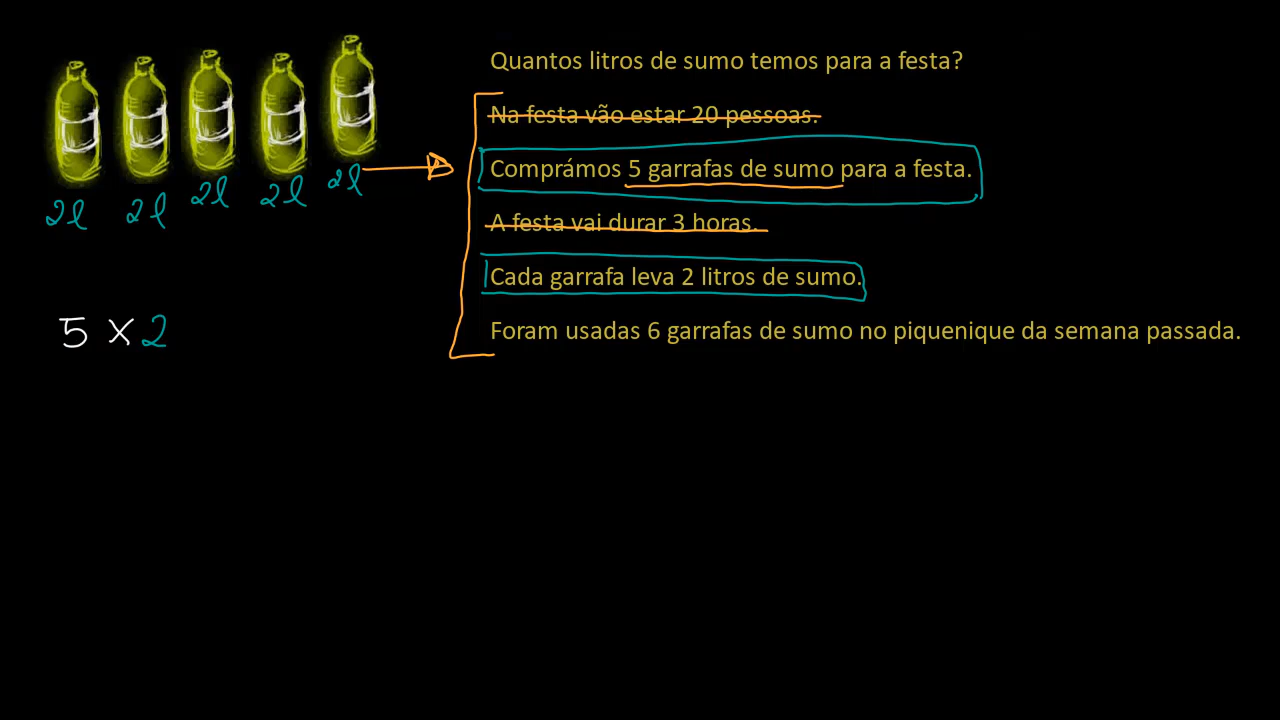 Quantos litros de sumo temos para a festa?
Na festa vão estar 20 pessoas.
Comprámos 5 garrafas de sumo para a festa.
A festa vai durar 3 horas.
Cada garrafa leva 2 litros de sumo.
Foram usadas 6 garrafas de sumo no piquenique da semana passada.
2l 2l 2l 2l 2l
5 x 2